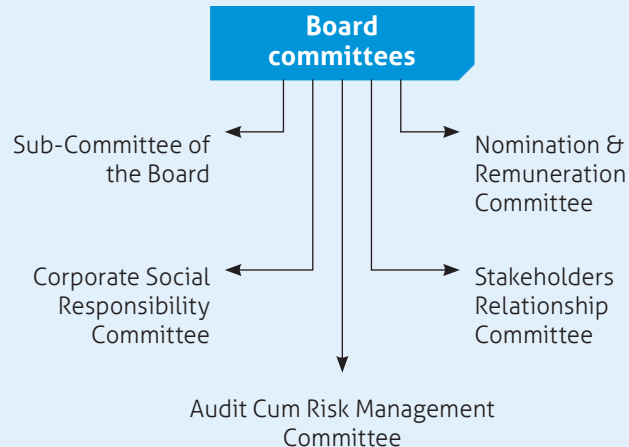 Board
committees
Sub-Committee of
the Board
Nomination &
Remuneration
Committee
Corporate Social
Responsibility
Committee
Stakeholders
Relationship
Committee
Audit Cum Risk Management
Committee